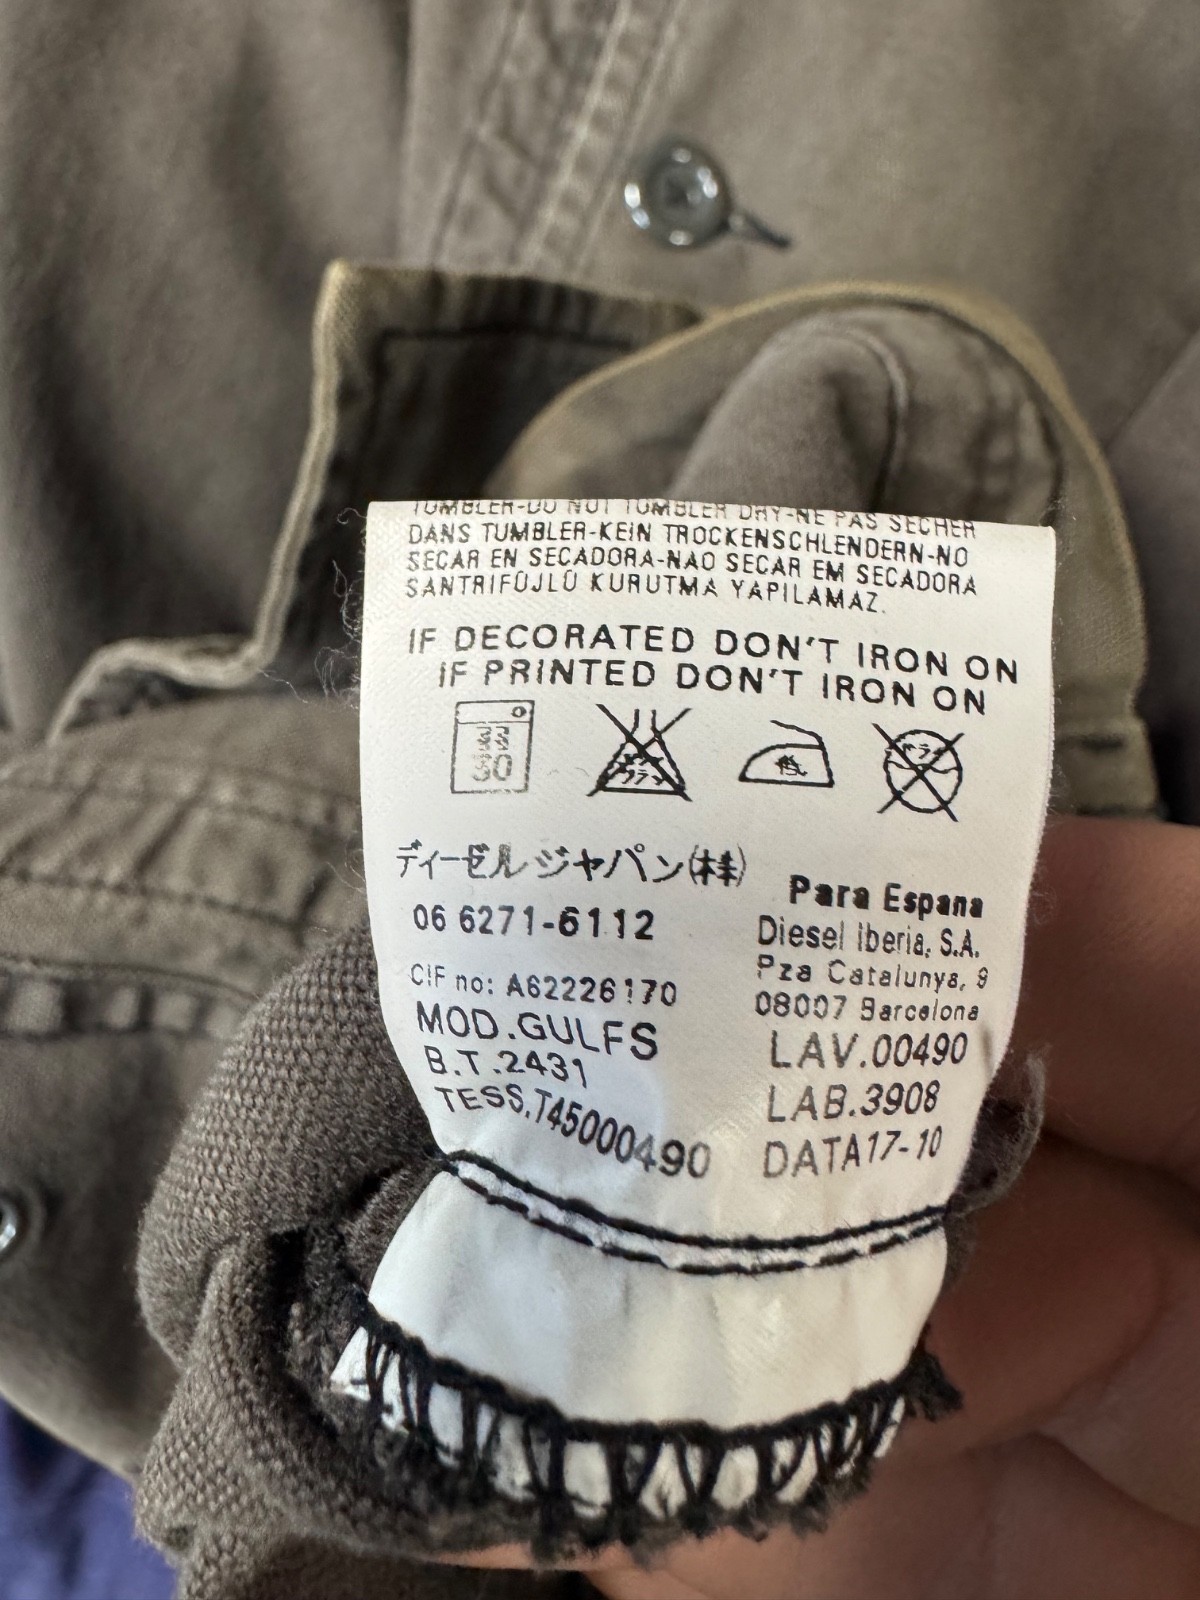 TUMBLER-DO NOT TUMBLER DRY-NE PAS SECHER
DANS TUMBLER-KEIN TROCKENSCHLENDERN-NO
SECAR EN SECADORA-NAO SECAR EM SECADORA
SANTRIFÜJLÜ KURUTMA YAPILAMAZ.
IF DECORATED DON'T IRON ON
IF PRINTED DON'T IRON ON
30
低
ディーゼルジャパン(株)
06 6271-6112
CIF no: A62226170
MOD.GULFS
B.T.2431
TESS.T45000490
Para Espana
Diesel Iberia, S.A.
Pza Catalunya, 9
08007 Barcelona
LAV.00490
LAB.3908
DATA17-10